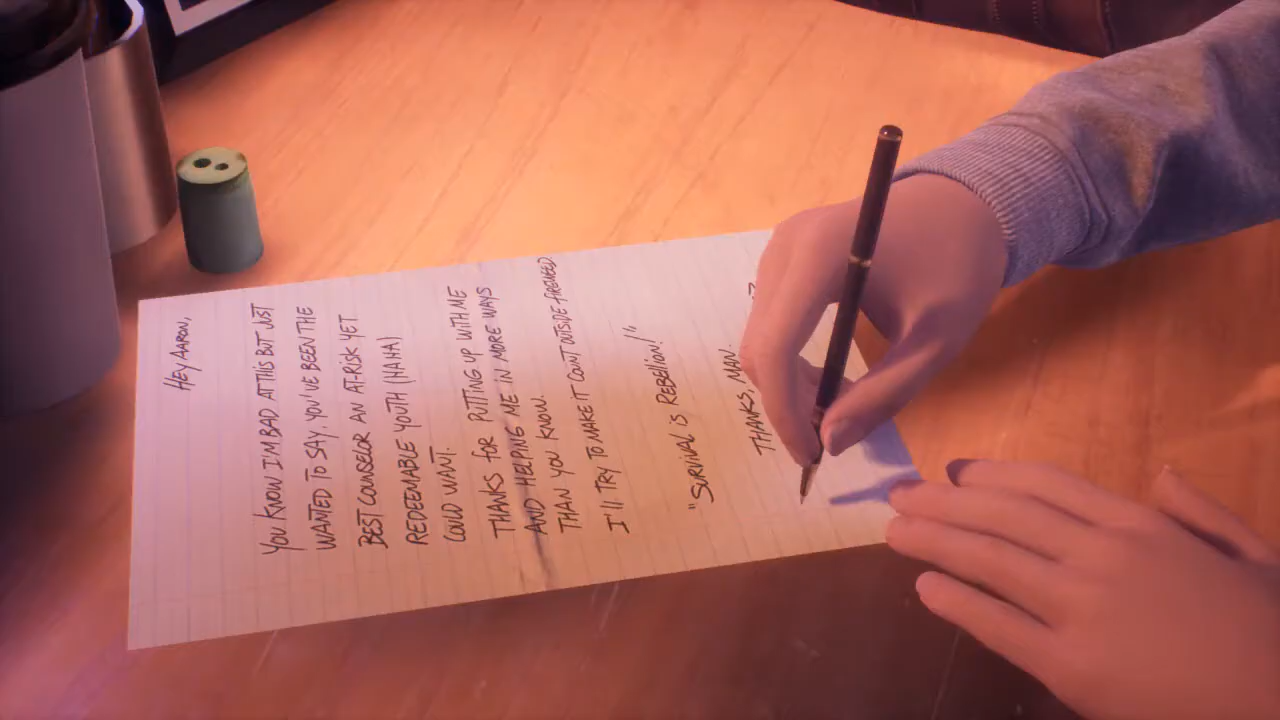 Hey Aaron,
You know I'm bad at this but just
wanted to say, you've been the
best counselor an at-risk yet
redeemable youth (haha)
could want.
Thanks for putting up with me
and helping me in more ways
than you know.
I'll try to make it count outside Fireweed
"Survival is Rebellion!"
Thanks, man.